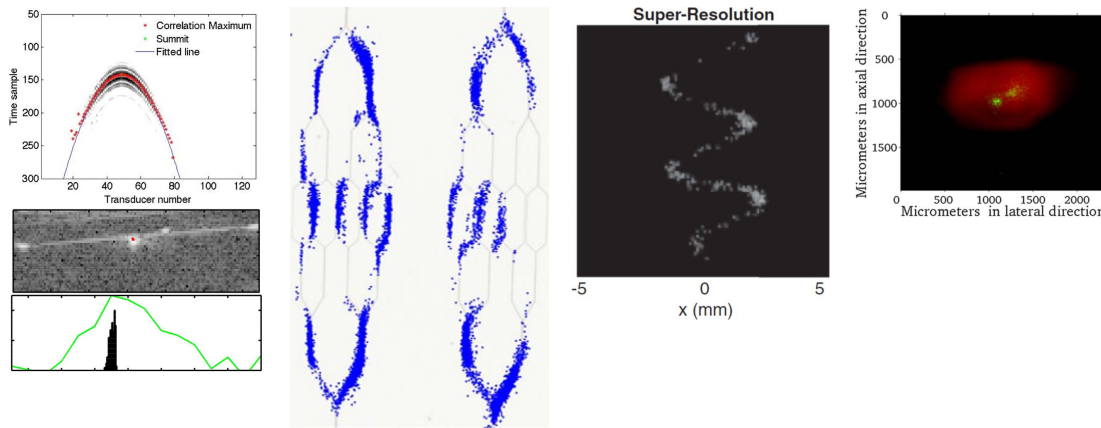 50
100
150
200
250
300
Time sample
Correlation Maximum
Summit
Fitted line
20 40 60 80 100 120
Transducer number
Super-Resolution
-5 0 5
x (mm)
0
500
1000
1500
Micrometers in axial direction
0 500 1000 1500 2000
Micrometers in lateral direction